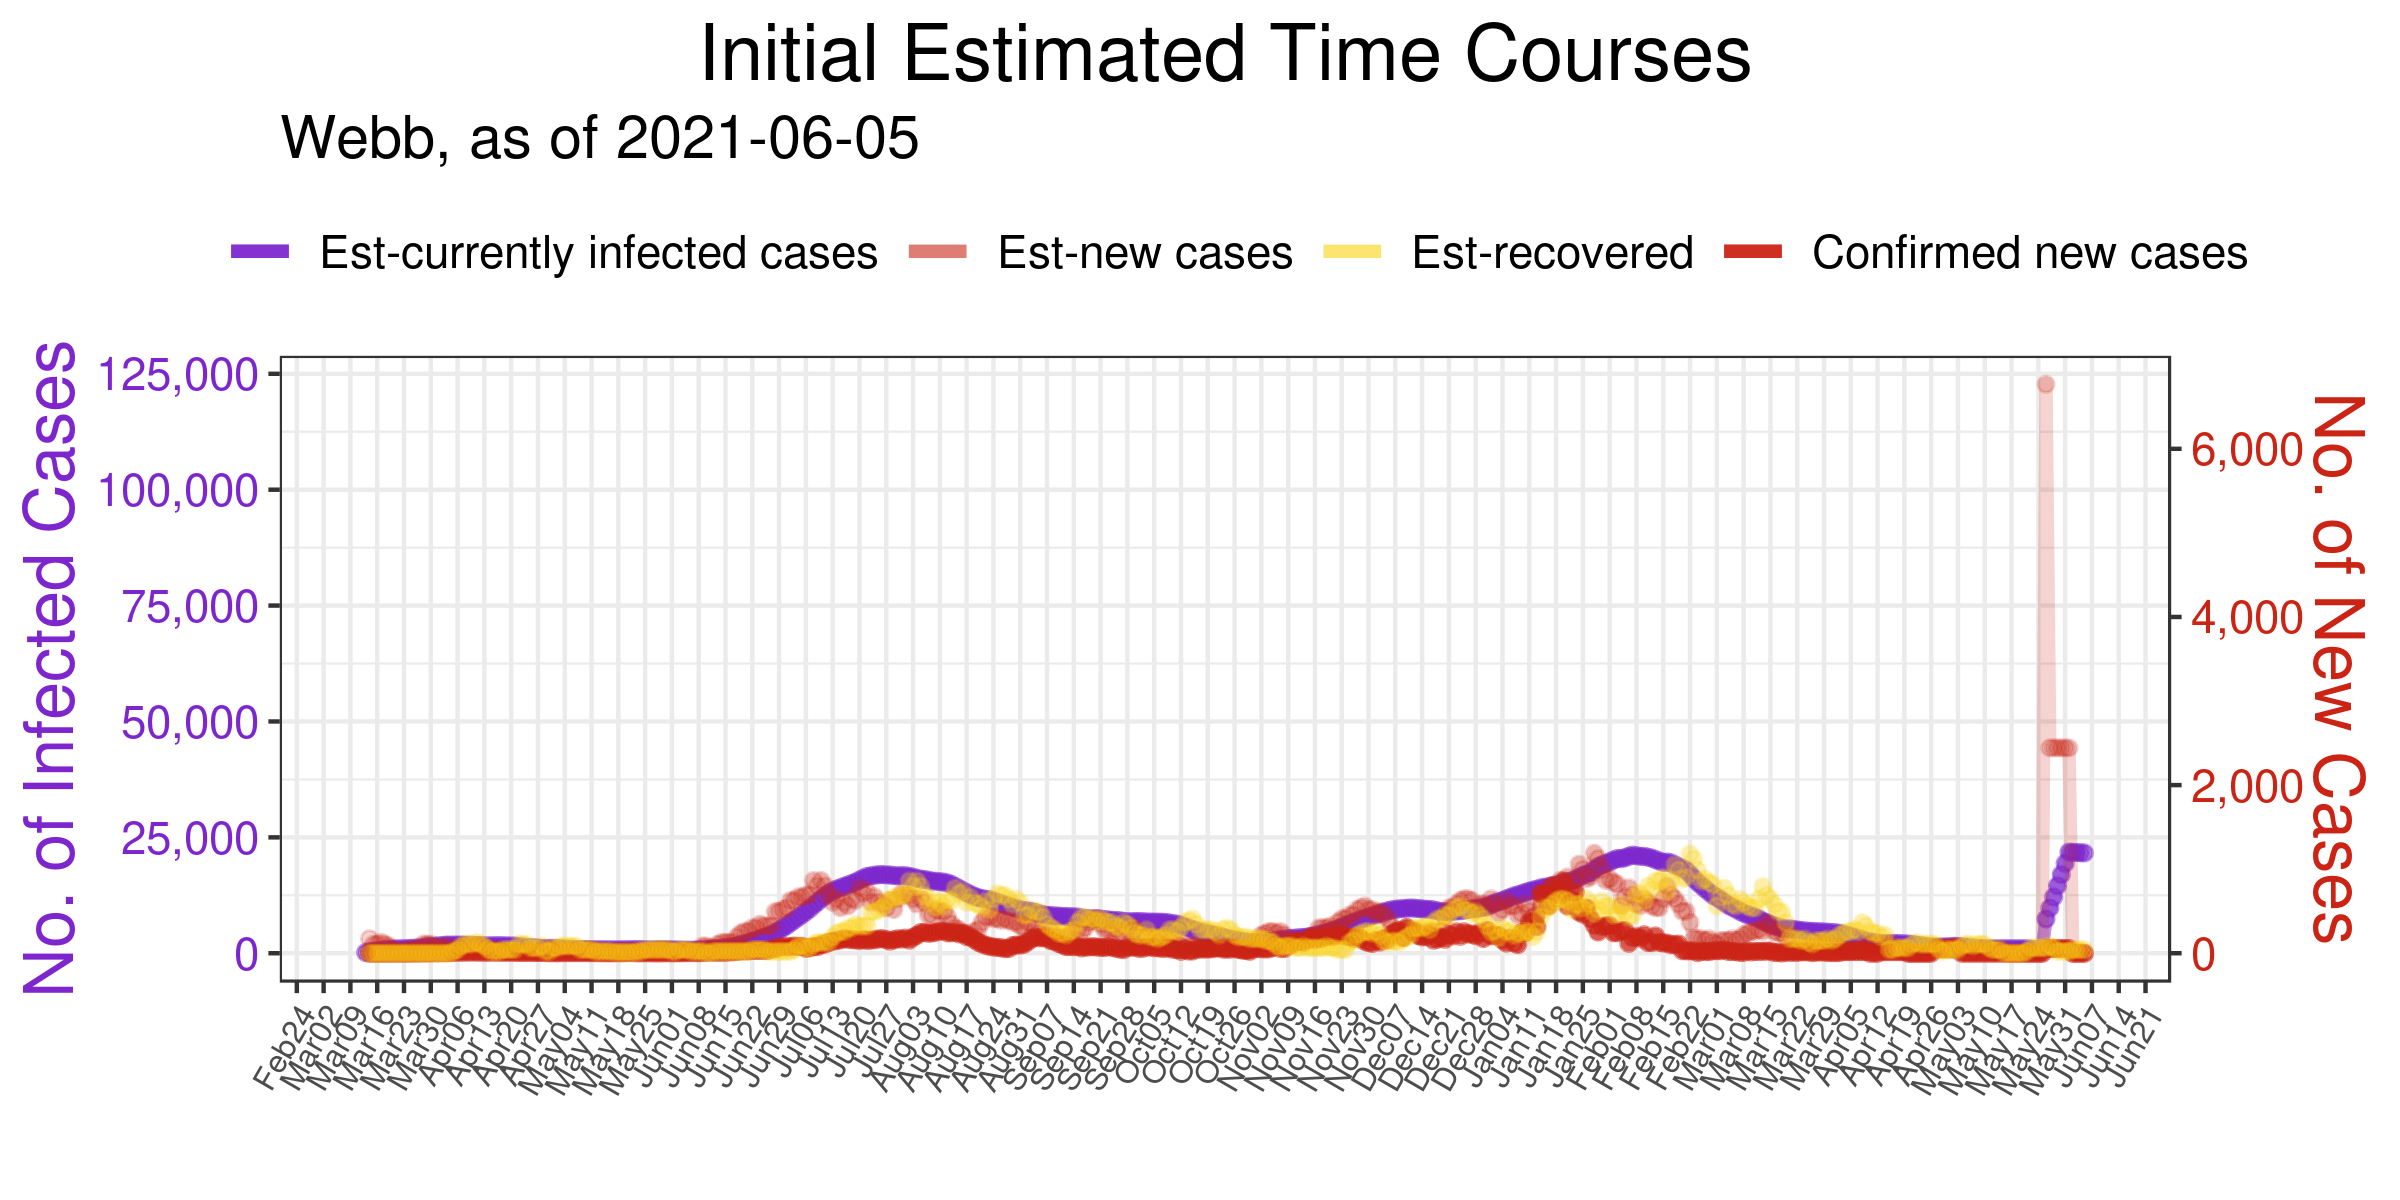 Initial Estimated Time Courses
Webb, as of 2021-06-05
Est-currently infected cases
Est-new cases
Est-recovered
Confirmed new cases
No. of Infected Cases
125,000
100,000
75,000
50,000
25,000
0
6,000
4,000
2,000
0
No. of New Cases
Feb24
Mar02
Mar09
Mar16
Mar23
Mar30
Apr06
Apr13
Apr20
Apr27
May04
May11
May18
May25
Jun01
Jun08
Jun15
Jun22
Jun29
Jul06
Jul13
Jul20
Jul27
Aug03
Aug10
Aug17
Aug24
Aug31
Sep07
Sep14
Sep21
Sep28
Oct05
Oct12
Oct19
Oct26
Nov02
Nov09
Nov16
Nov23
Nov30
Dec07
Dec14
Dec21
Dec28
Jan04
Jan11
Jan18
Jan25
Feb01
Feb08
Feb15
Feb22
Mar01
Mar08
Mar15
Mar22
Mar29
Apr05
Apr12
Apr19
Apr26
May03
May10
May17
May24
May31
Jun07
Jun14
Jun21